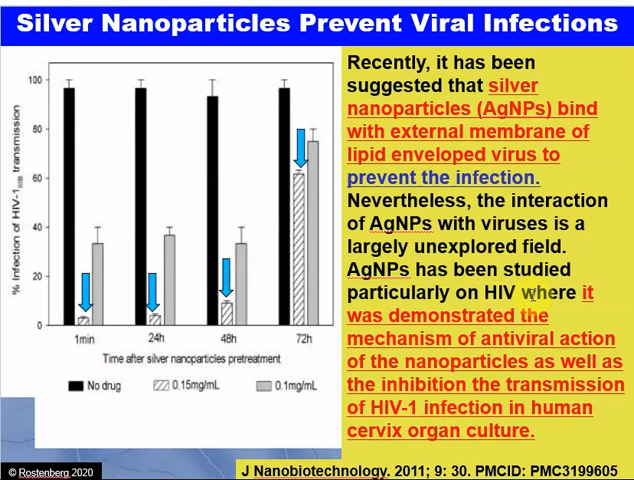 Silver Nanoparticles Prevent Viral Infections
% Infection of HIV-1IIIB transmission
100
80
60
40
20
0
1min 24h 48h 72h
Time after silver nanoparticles pretreatment
No drug 0.15mg/mL 0.1mg/mL
Recently, it has been
suggested that silver
nanoparticles (AgNPs) bind
with external membrane of
lipid enveloped virus to
prevent the infection.
Nevertheless, the interaction
of AgNPs with viruses is a
largely unexplored field.
AgNPs has been studied
particularly on HIV where it
was demonstrated the
mechanism of antiviral action
of the nanoparticles as well as
the inhibition the transmission
of HIV-1 infection in human
cervix organ culture.
© Rostenberg 2020
J Nanobiotechnology. 2011; 9: 30. PMCID: PMC3199605